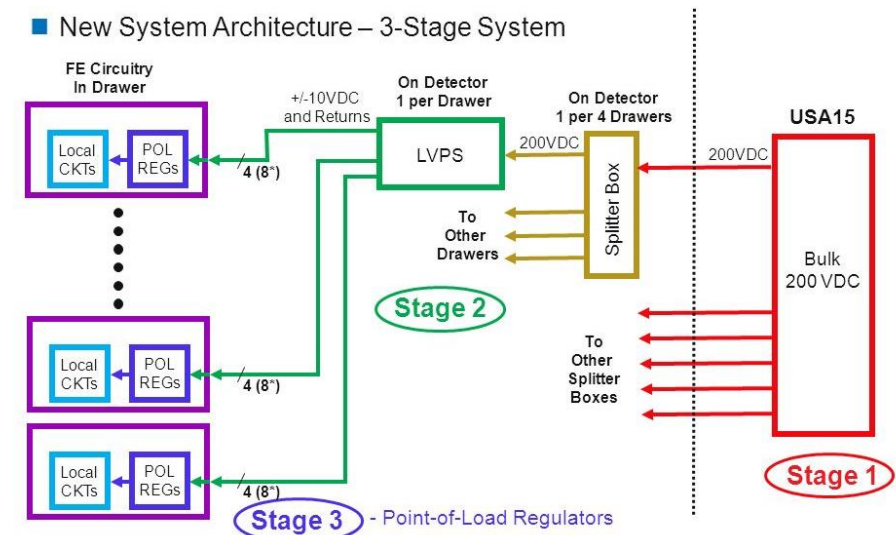 New System Architecture – 3-Stage System
FE Circuitry
In Drawer
+/-10VDC
and Returns
On Detector
1 per Drawer
On Detector
1 per 4 Drawers
USA15
Local
CKTs
POL
REGs
4 (8*)
LVPS
200VDC
Splitter Box
200VDC
Bulk
200 VDC
To
Other
Drawers
Stage 2
To
Other
Splitter
Boxes
Local
CKTs
POL
REGs
4 (8*)
Local
CKTs
POL
REGs
4 (8*)
Stage 1
Stage 3 - Point-of-Load Regulators